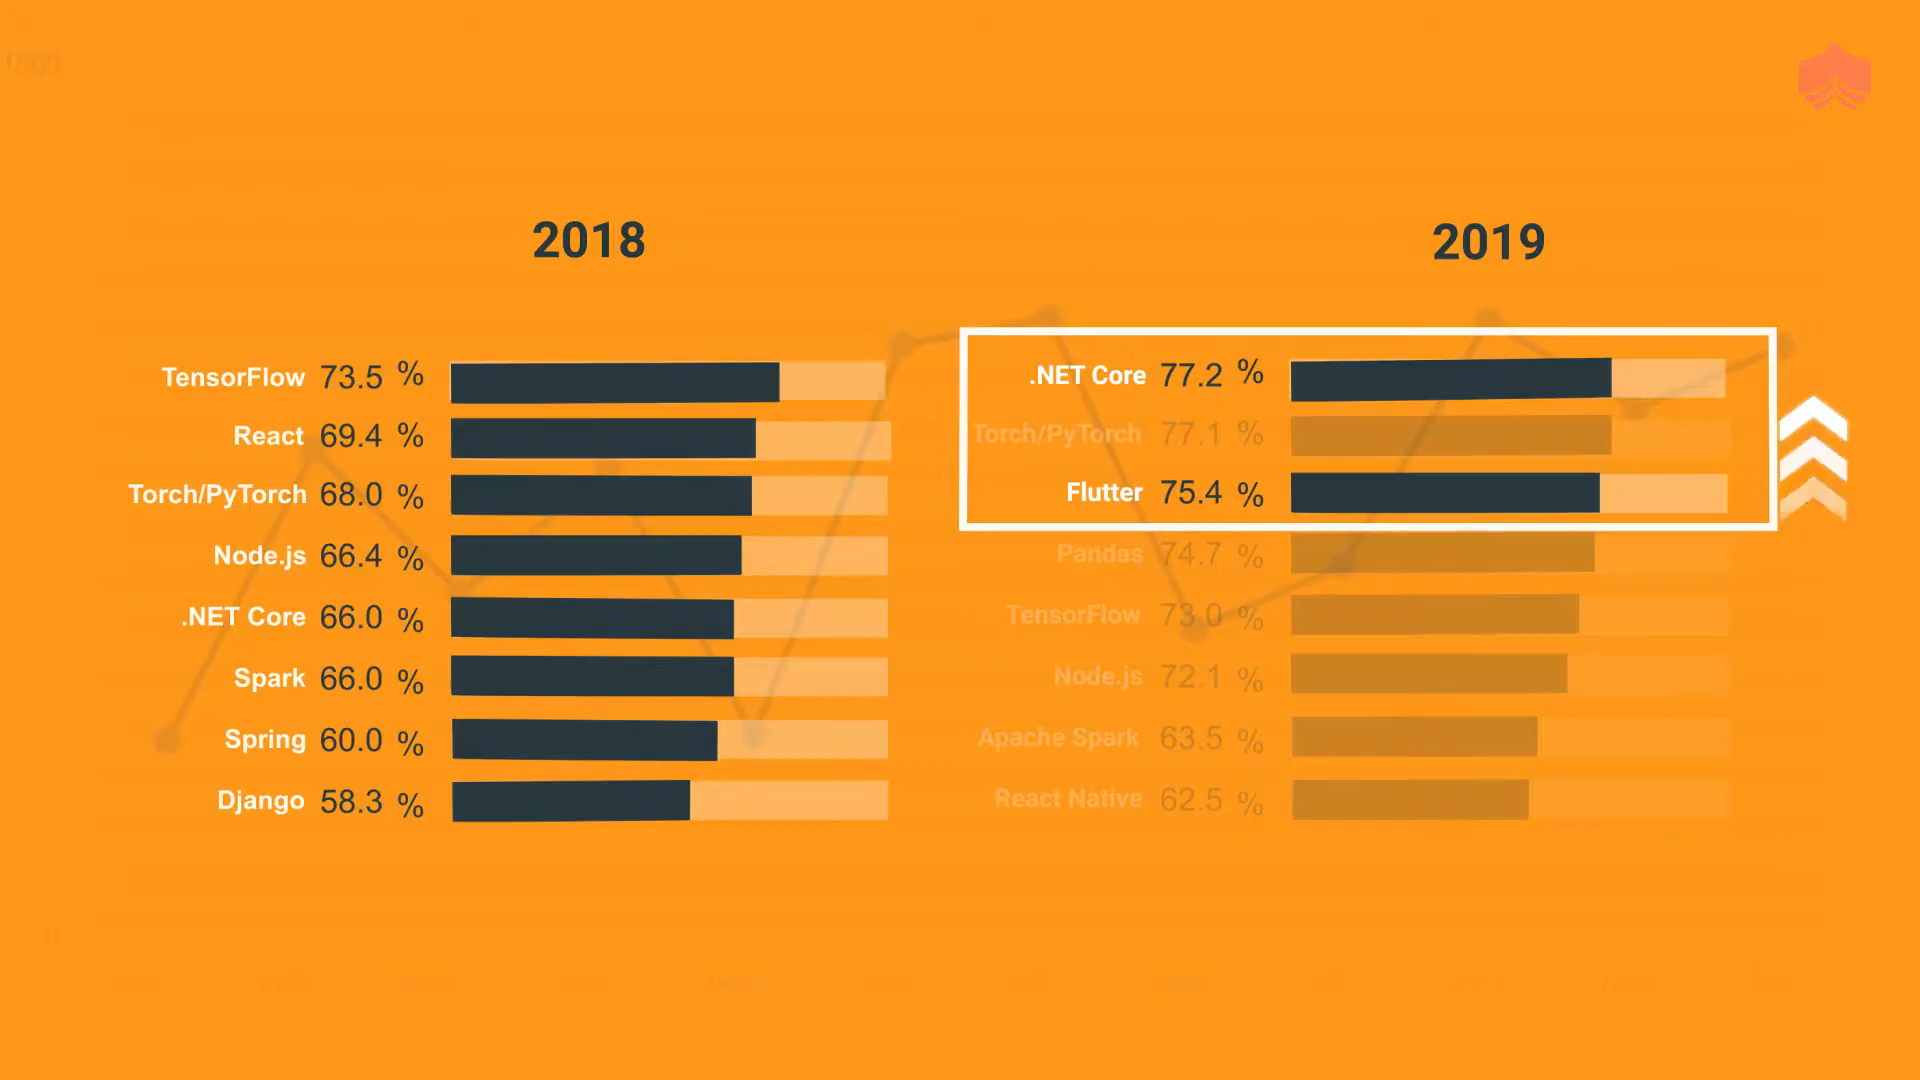 2018
TensorFlow 73.5 %
React 69.4 %
Torch/PyTorch 68.0 %
Node.js 66.4 %
.NET Core 66.0 %
Spark 66.0 %
Spring 60.0 %
Django 58.3 %
2019
.NET Core 77.2 %
Torch/PyTorch 77.1 %
Flutter 75.4 %
Pandas 74.7 %
TensorFlow 73.0 %
Node.js 72.1 %
Apache Spark 63.5 %
React Native 62.5 %